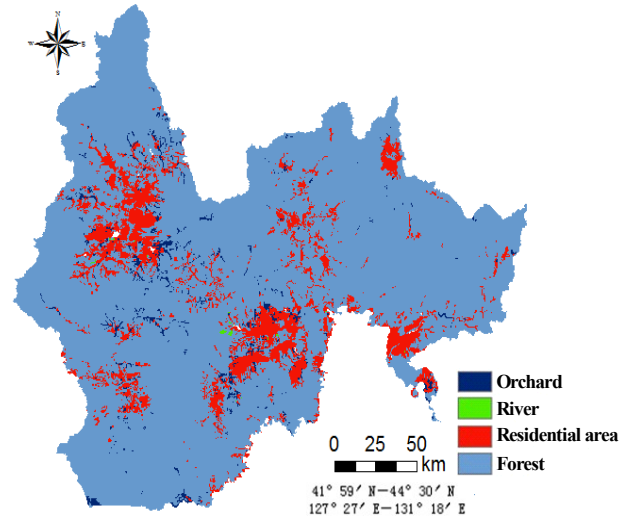 N
W
E
S
Orchard
River
Residential area
Forest
0 25 50
km
41° 59′ N—44° 30′ N
127° 27′ E—131° 18′ E